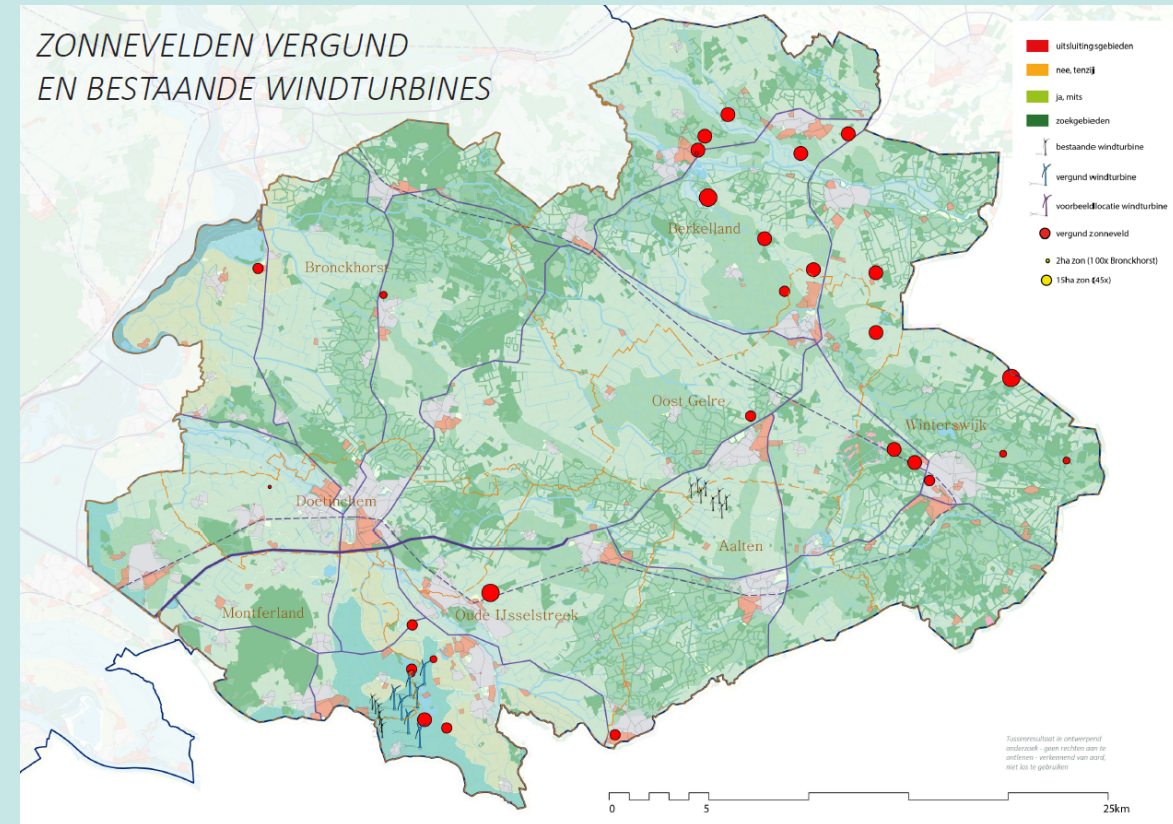 ZONNEVELDEN VERGUND
EN BESTAANDE WINDTURBINES
uitsluitingsgebieden
nee, tenzij
ja, mits
zoekgebieden
bestaande windturbine
vergund windturbine
voorbeeldlocatie windturbine
vergund zonneveld
2ha zon (100x Bronckhorst)
15ha zon (45x)
Berkelland
Bronckhorst
Oost Gelre
Winterswijk
Doetinchem
Aalten
Montferland
Oude IJsselstreek
Tussenresultaat in ontwerpend
onderzoek - geen rechten aan te
ontlenen - verkennend van aard,
niet los te gebruiken
0 5 25km